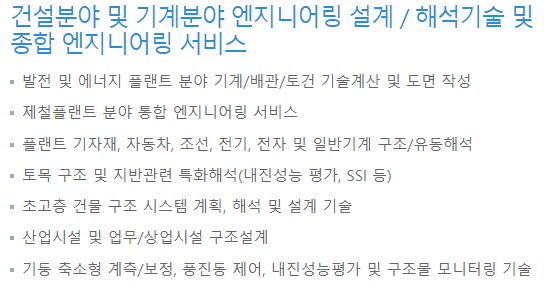 건설분야 및 기계분야 엔지니어링 설계 / 해석기술 및
종합 엔지니어링 서비스
발전 및 에너지 플랜트 분야 기계/배관/토건 기술계산 및 도면 작성
제철플랜트 분야 통합 엔지니어링 서비스
플랜트 기자재, 자동차, 조선, 전기, 전자 및 일반기계 구조/유동해석
토목 구조 및 지반관련 특화해석(내진성능 평가, SSI 등)
초고층 건물 구조 시스템 계획, 해석 및 설계 기술
산업시설 및 업무/상업시설 구조설계
기둥 축소형 계측/보정, 풍진동 제어, 내진성능평가 및 구조물 모니터링 기술